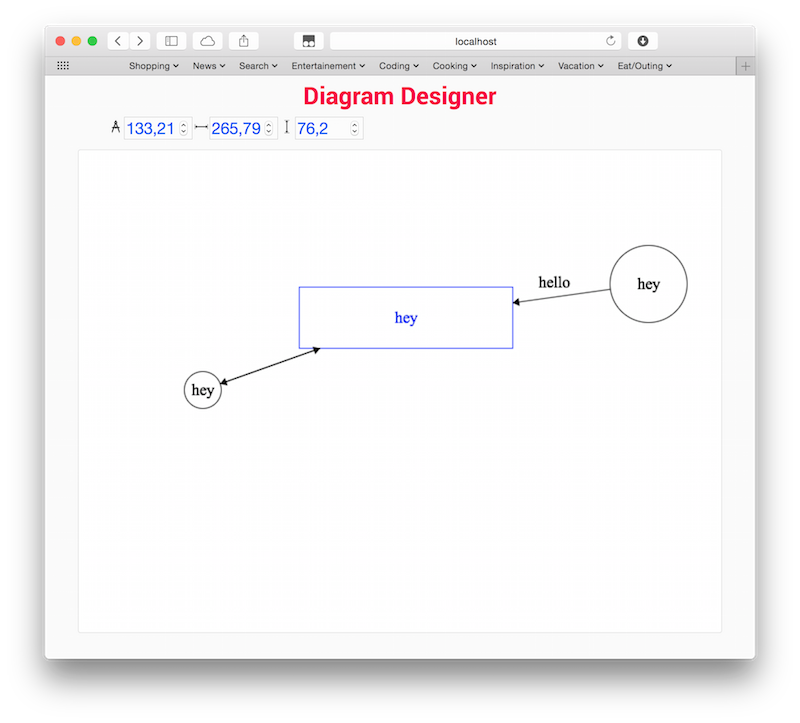 localhost
Shopping News Search Entertainement Coding Cooking Inspiration Vacation Eat/Outing
Diagram Designer
133,21 265,79 76,2
hello
hey
hey
hey